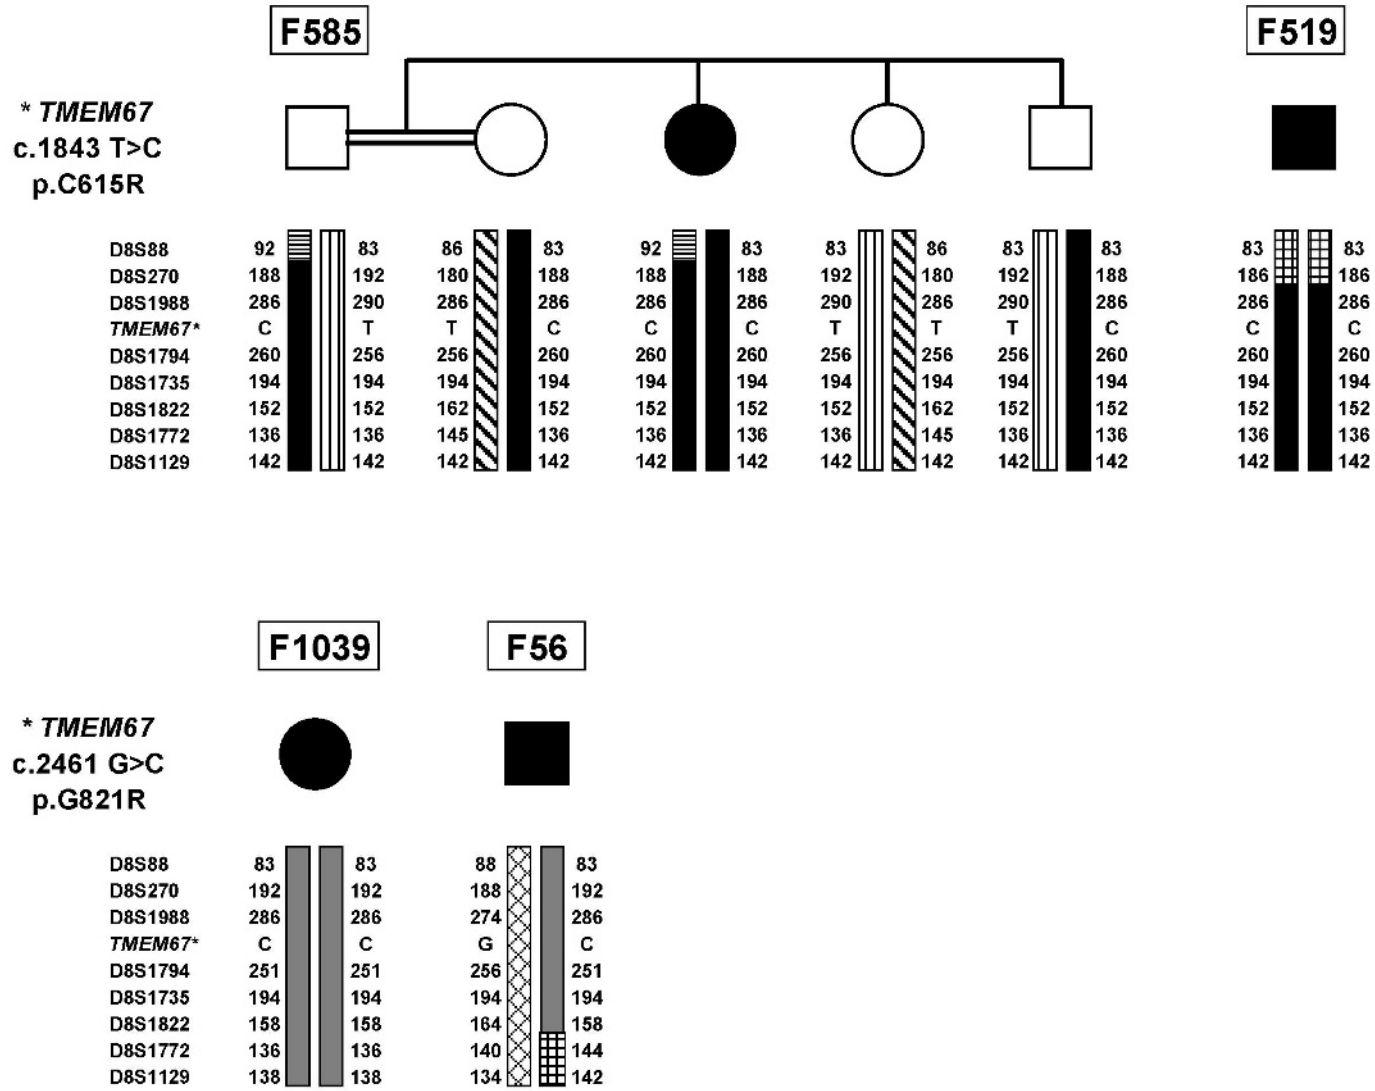 F585 F519
* TMEM67
c.1843 T>C
p.C615R
D8S88 92 83 86 83 92 83 83 86 83 83 83 83
D8S270 188 192 180 188 188 188 192 180 192 188 186 186
D8S1988 286 290 286 286 286 286 290 286 290 286 286 286
TMEM67* C T T C C C T T T C C C
D8S1794 260 256 256 260 260 260 256 256 256 260 260 260
D8S1735 194 194 194 194 194 194 194 194 194 194 194 194
D8S1822 152 152 162 152 152 152 152 162 152 152 152 152
D8S1772 136 136 145 136 136 136 136 145 136 136 136 136
D8S1129 142 142 142 142 142 142 142 142 142 142 142 142
F1039 F56
* TMEM67
c.2461 G>C
p.G821R
D8S88 83 83 88 83
D8S270 192 192 188 192
D8S1988 286 286 274 286
TMEM67* C C G C
D8S1794 251 251 256 251
D8S1735 194 194 194 194
D8S1822 158 158 164 158
D8S1772 136 136 140 144
D8S1129 138 138 134 142